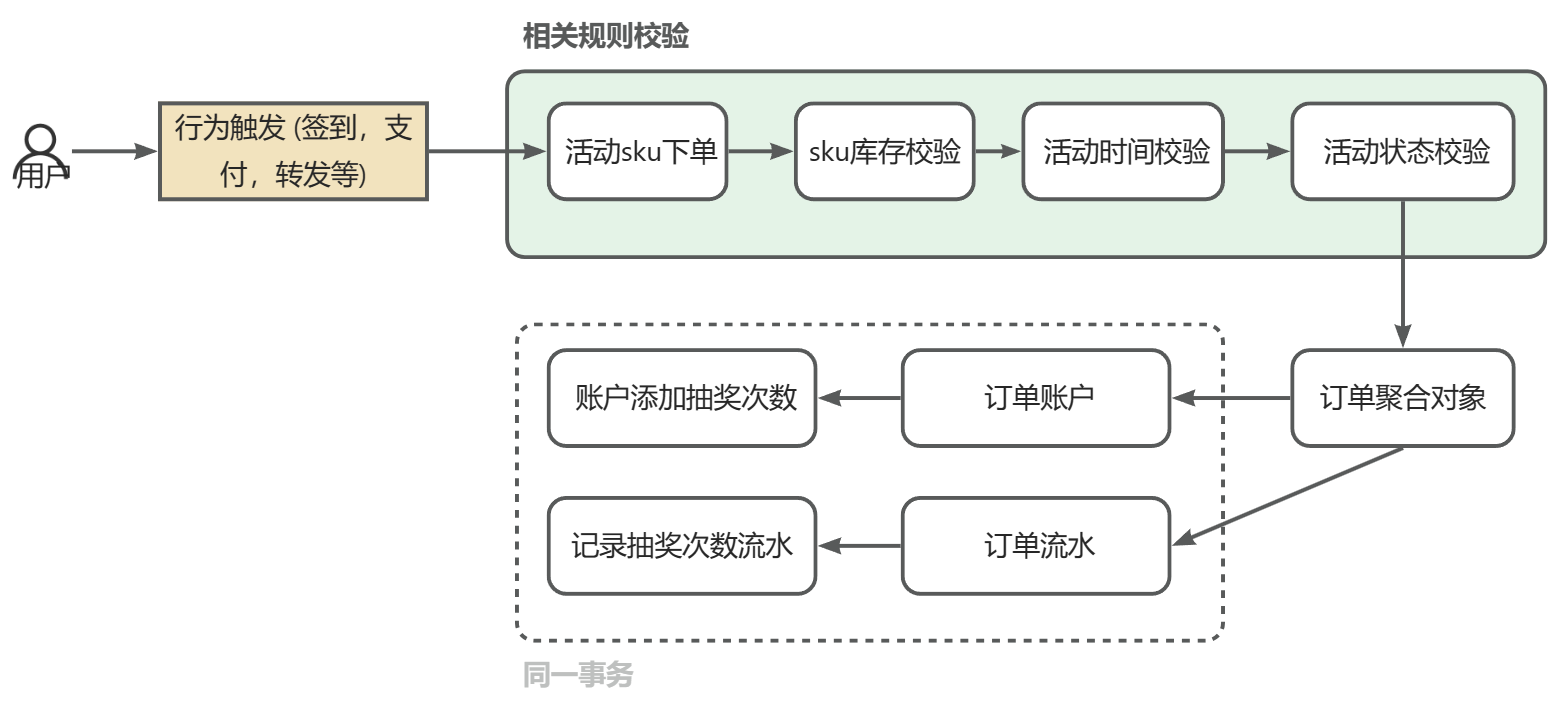 相关规则校验
用户
行为触发 (签到，支
付，转发等)
活动sku下单
sku库存校验
活动时间校验
活动状态校验
订单聚合对象
订单账户
账户添加抽奖次数
订单流水
记录抽奖次数流水
同一事务